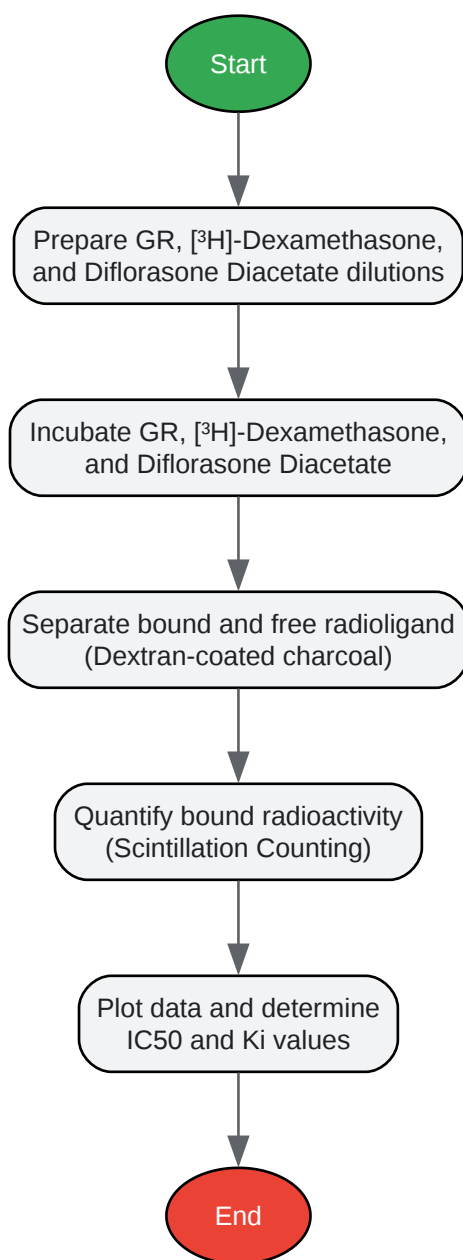 Start
Prepare GR, [³H]-Dexamethasone,
and Diflorasone Diacetate dilutions
Incubate GR, [³H]-Dexamethasone,
and Diflorasone Diacetate
Separate bound and free radioligand
(Dextran-coated charcoal)
Quantify bound radioactivity
(Scintillation Counting)
Plot data and determine
IC50 and Ki values
End